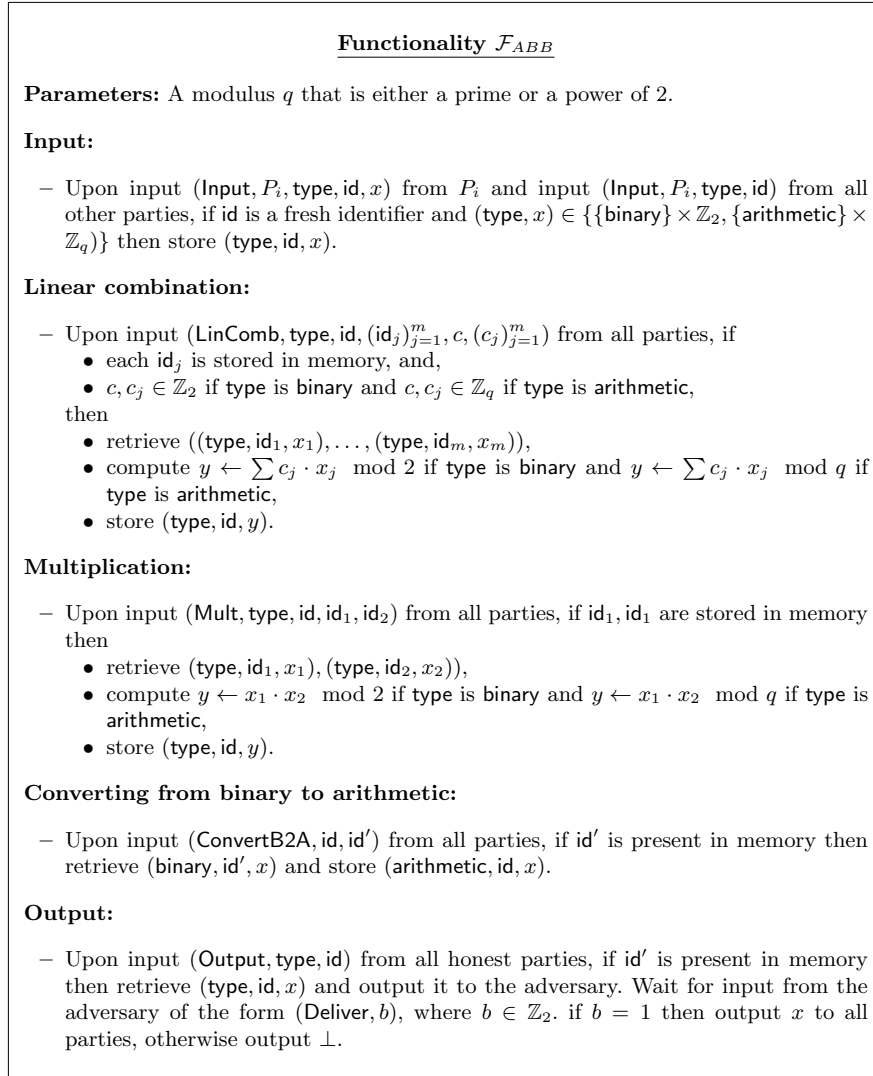 Functionality $\mathcal{F}_{ABB}$
Parameters: A modulus q that is either a prime or a power of 2.
Input:
– Upon input (Input, P_i, type, id, x) from P_i and input (Input, P_i, type, id) from all
other parties, if id is a fresh identifier and (type, x) ∈ {{binary} × ℤ_2, {arithmetic} ×
ℤ_q)} then store (type, id, x).
Linear combination:
– Upon input (LinComb, type, id, (id_j)_{j=1}^m, c, (c_j)_{j=1}^m) from all parties, if
• each id_j is stored in memory, and,
• c, c_j ∈ ℤ_2 if type is binary and c, c_j ∈ ℤ_q if type is arithmetic,
then
• retrieve ((type, id_1, x_1), . . . , (type, id_m, x_m)),
• compute y ← ∑ c_j · x_j mod 2 if type is binary and y ← ∑ c_j · x_j mod q if
type is arithmetic,
• store (type, id, y).
Multiplication:
– Upon input (Mult, type, id, id_1, id_2) from all parties, if id_1, id_1 are stored in memory
then
• retrieve (type, id_1, x_1), (type, id_2, x_2)),
• compute y ← x_1 · x_2 mod 2 if type is binary and y ← x_1 · x_2 mod q if type is
arithmetic,
• store (type, id, y).
Converting from binary to arithmetic:
– Upon input (ConvertB2A, id, id′) from all parties, if id′ is present in memory then
retrieve (binary, id′, x) and store (arithmetic, id, x).
Output:
– Upon input (Output, type, id) from all honest parties, if id′ is present in memory
then retrieve (type, id, x) and output it to the adversary. Wait for input from the
adversary of the form (Deliver, b), where b ∈ ℤ_2. if b = 1 then output x to all
parties, otherwise output ⊥.